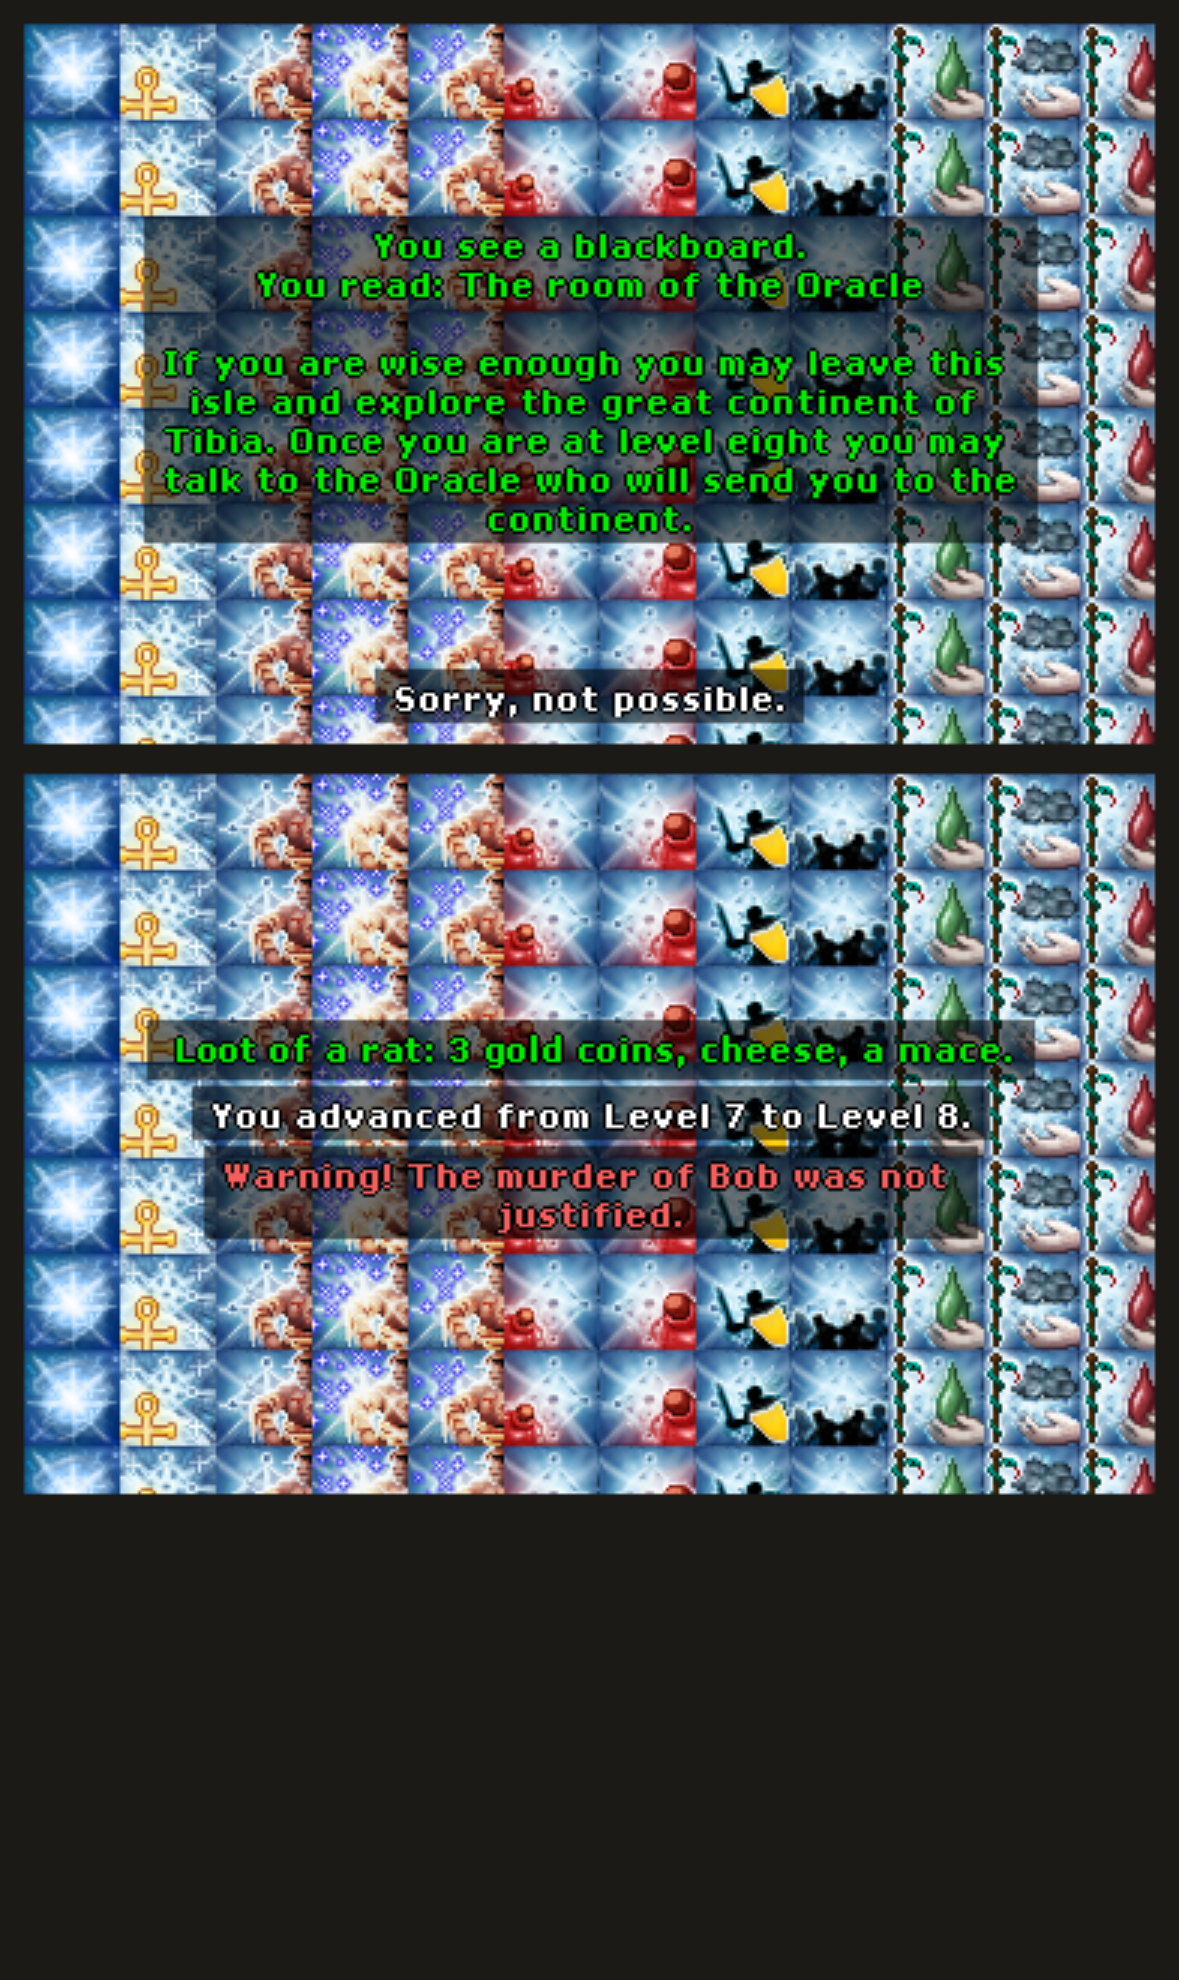 You see a blackboard.
You read: The room of the Oracle
If you are wise enough you may leave this
isle and explore the great continent of
Tibia. Once you are at level eight you may
talk to the Oracle who will send you to the
continent.
Sorry, not possible.
Loot of a rat: 3 gold coins, cheese, a mace.
You advanced from Level 7 to Level 8.
Warning! The murder of Bob was not
justified.